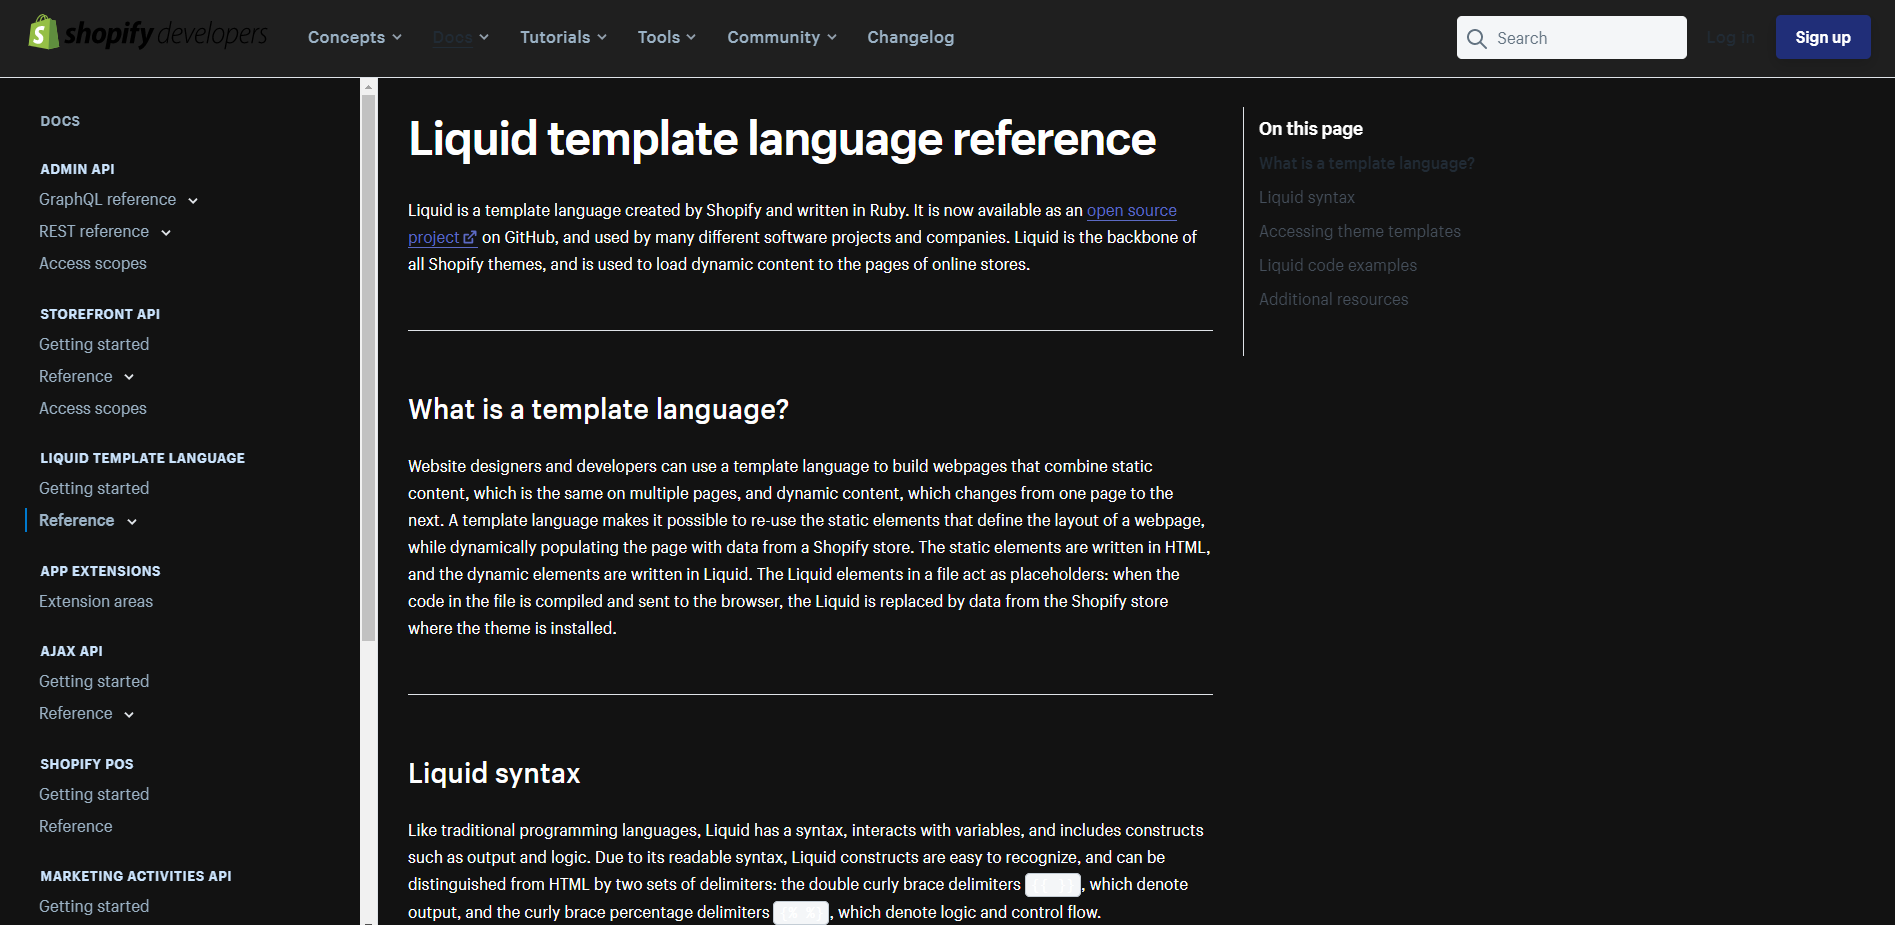 shopify developers
Concepts
Docs
Tutorials
Tools
Community
Changelog
Search
Log in
Sign up
DOCS
ADMIN API
GraphQL reference
REST reference
Access scopes
STOREFRONT API
Getting started
Reference
Access scopes
LIQUID TEMPLATE LANGUAGE
Getting started
Reference
APP EXTENSIONS
Extension areas
AJAX API
Getting started
Reference
SHOPIFY POS
Getting started
Reference
MARKETING ACTIVITIES API
Getting started
Liquid template language reference
Liquid is a template language created by Shopify and written in Ruby. It is now available as an open source
project on GitHub, and used by many different software projects and companies. Liquid is the backbone of
all Shopify themes, and is used to load dynamic content to the pages of online stores.
What is a template language?
Website designers and developers can use a template language to build webpages that combine static
content, which is the same on multiple pages, and dynamic content, which changes from one page to the
next. A template language makes it possible to re-use the static elements that define the layout of a webpage,
while dynamically populating the page with data from a Shopify store. The static elements are written in HTML,
and the dynamic elements are written in Liquid. The Liquid elements in a file act as placeholders: when the
code in the file is compiled and sent to the browser, the Liquid is replaced by data from the Shopify store
where the theme is installed.
Liquid syntax
Like traditional programming languages, Liquid has a syntax, interacts with variables, and includes constructs
such as output and logic. Due to its readable syntax, Liquid constructs are easy to recognize, and can be
distinguished from HTML by two sets of delimiters: the double curly brace delimiters {{ }}, which denote
output, and the curly brace percentage delimiters {% %}, which denote logic and control flow.
On this page
What is a template language?
Liquid syntax
Accessing theme templates
Liquid code examples
Additional resources